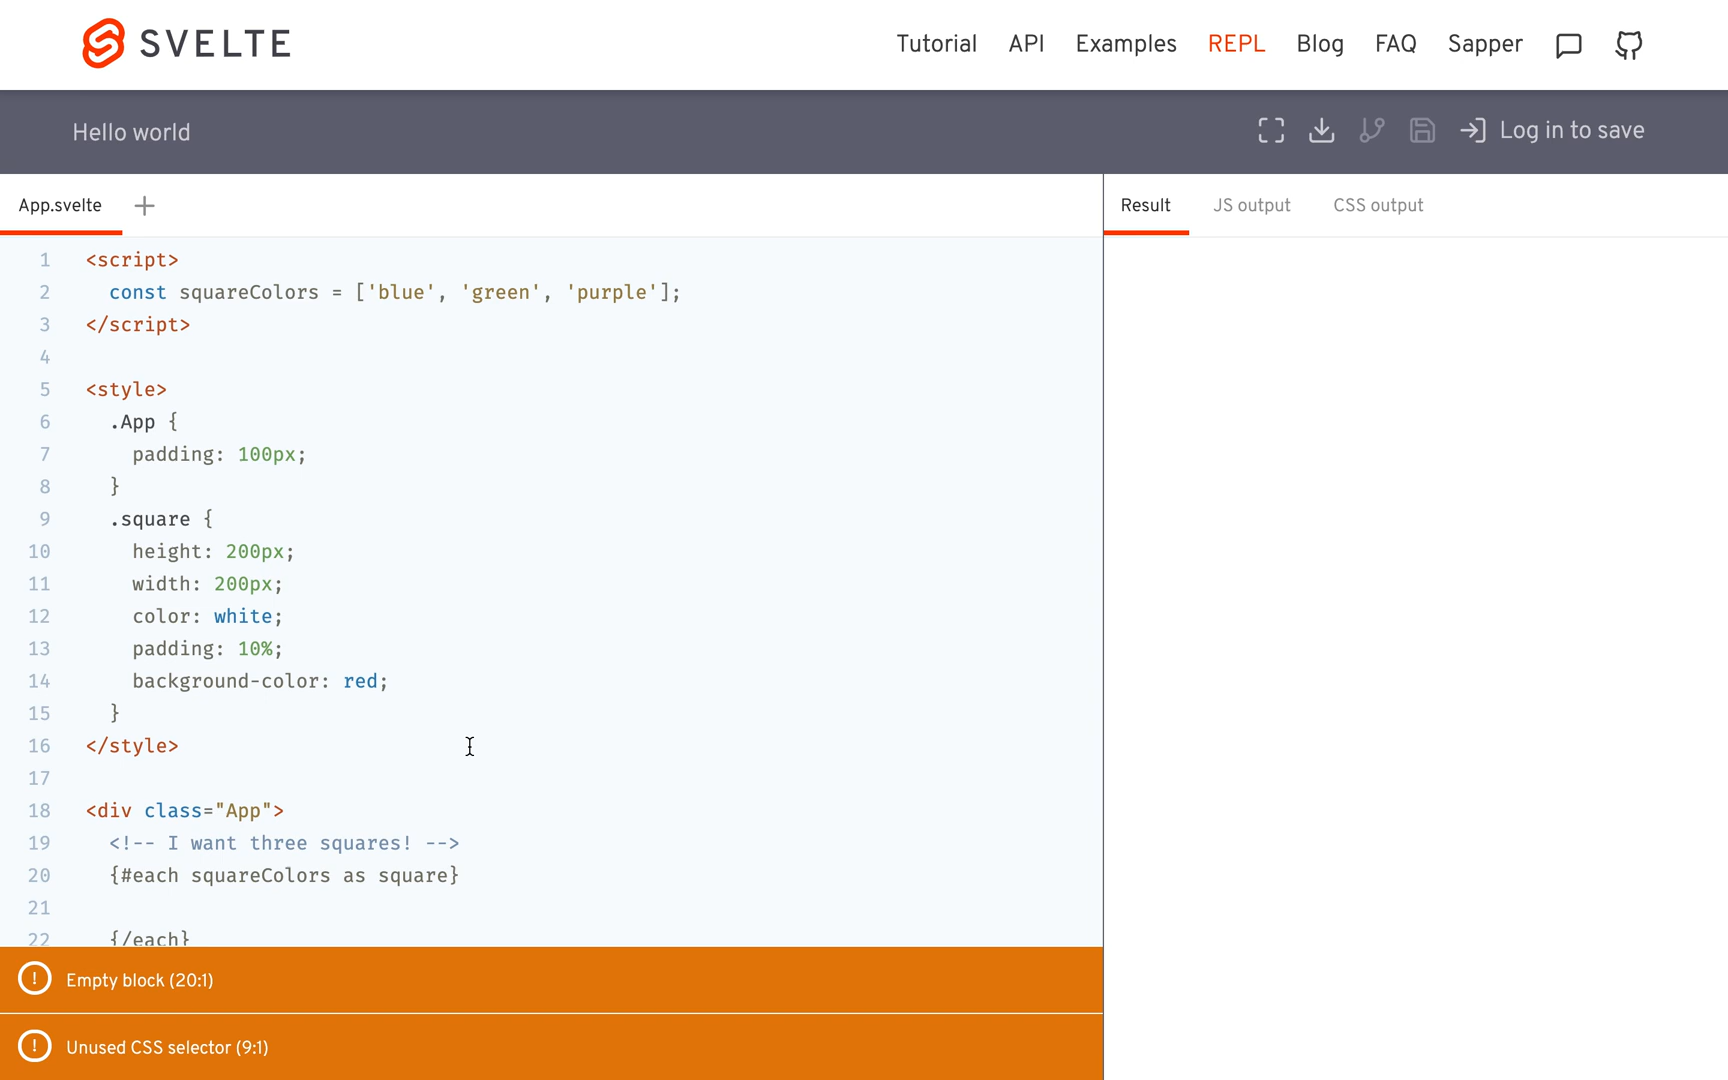 SVELTE
Tutorial API Examples REPL Blog FAQ Sapper
Hello world
Log in to save
App.svelte +
Result JS output CSS output
1 <script>
2 const squareColors = ['blue', 'green', 'purple'];
3 </script>
4
5 <style>
6 .App {
7 padding: 100px;
8 }
9 .square {
10 height: 200px;
11 width: 200px;
12 color: white;
13 padding: 10%;
14 background-color: red;
15 }
16 </style>
17
18 <div class="App">
19 <!-- I want three squares! -->
20 {#each squareColors as square}
21
22 {/each}
! Empty block (20:1)
! Unused CSS selector (9:1)